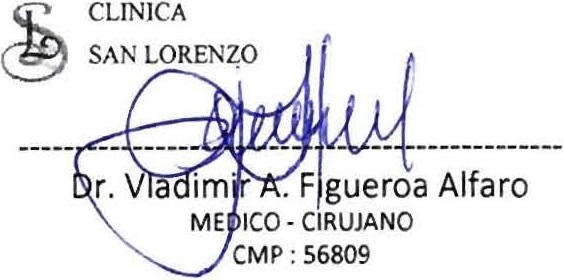 CLINICA
SAN LORENZO
Dr. Vladimir A. Figueroa Alfaro
MEDICO - CIRUJANO
CMP : 56809